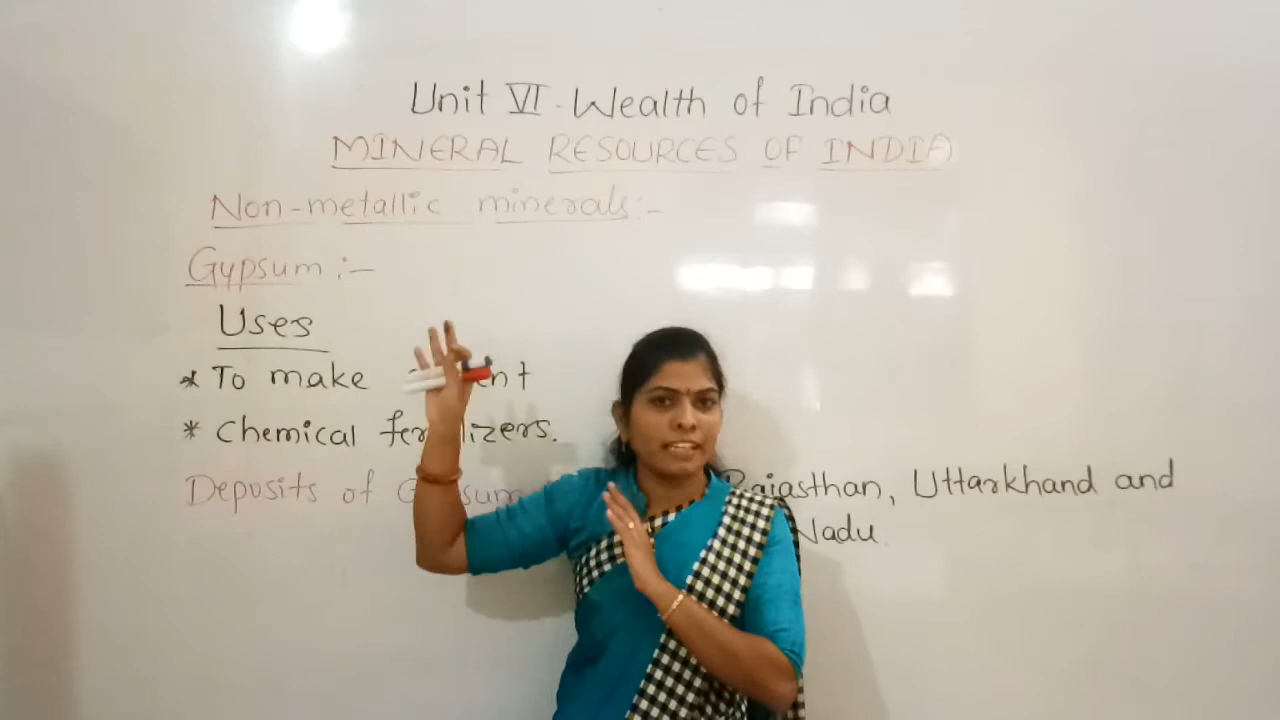 Unit VI - Wealth of India
MINERAL RESOURCES OF INDIA
Non-metallic minerals:-
Gypsum :-
Uses
* To make
* Chemical
Deposits of Rajasthan, Uttarkhand and
Nadu.